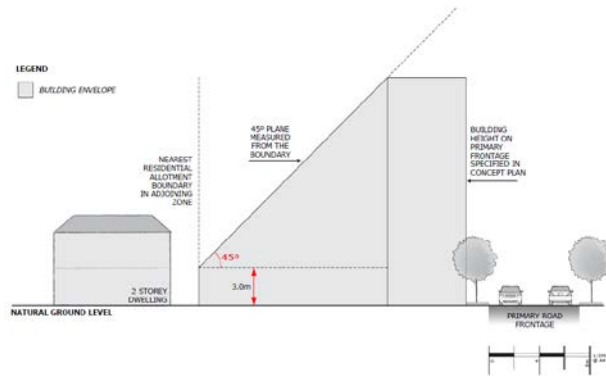 LEGEND
BUILDING ENVELOPE
45º PLANE
MEASURED
FROM THE
BOUNDARY
BUILDING
HEIGHT ON
PRIMARY
FRONTAGE
SPECIFIED IN
CONCEPT PLAN
NEAREST
RESIDENTIAL
ALLOTMENT
BOUNDARY
IN ADJOINING
ZONE
45º
3.0m
2 STOREY
DWELLING
NATURAL GROUND LEVEL
PRIMARY ROAD
FRONTAGE